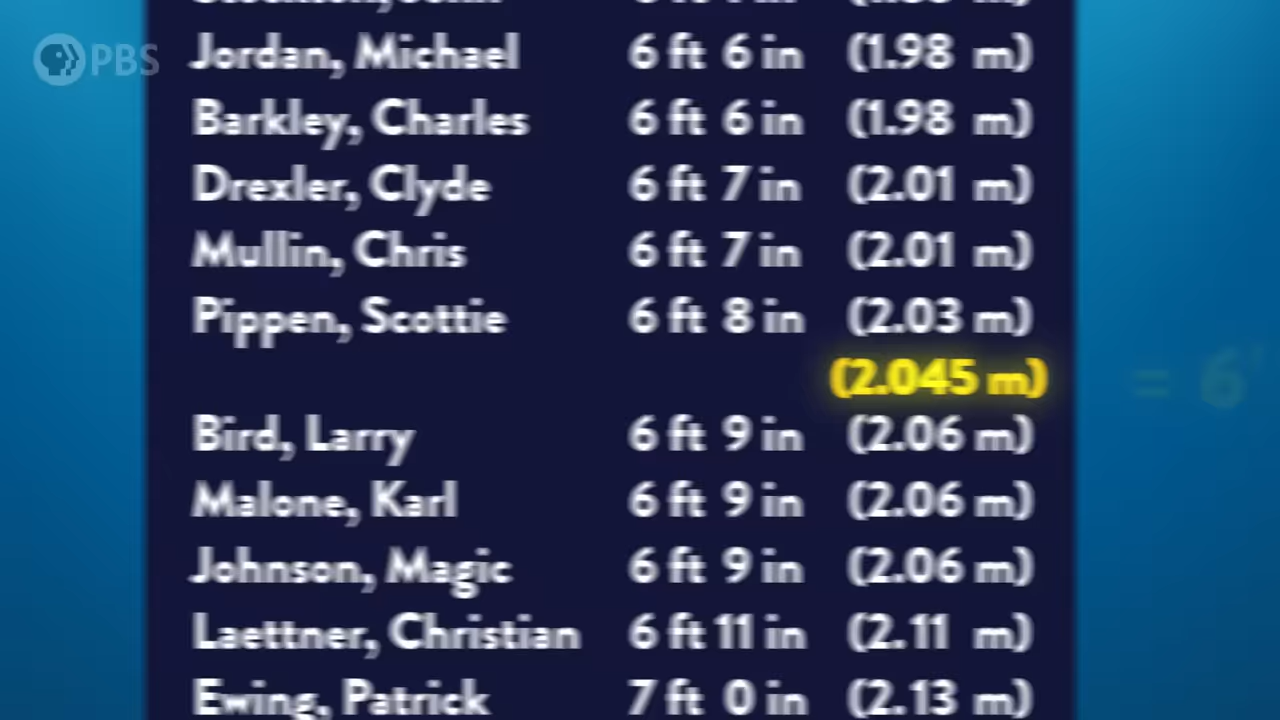 PBS
Jordan, Michael 6 ft 6 in (1.98 m)
Barkley, Charles 6 ft 6 in (1.98 m)
Drexler, Clyde 6 ft 7 in (2.01 m)
Mullin, Chris 6 ft 7 in (2.01 m)
Pippen, Scottie 6 ft 8 in (2.03 m)
(2.045 m) = 6'
Bird, Larry 6 ft 9 in (2.06 m)
Malone, Karl 6 ft 9 in (2.06 m)
Johnson, Magic 6 ft 9 in (2.06 m)
Laettner, Christian 6 ft 11 in (2.11 m)
Ewing, Patrick 7 ft 0 in (2.13 m)